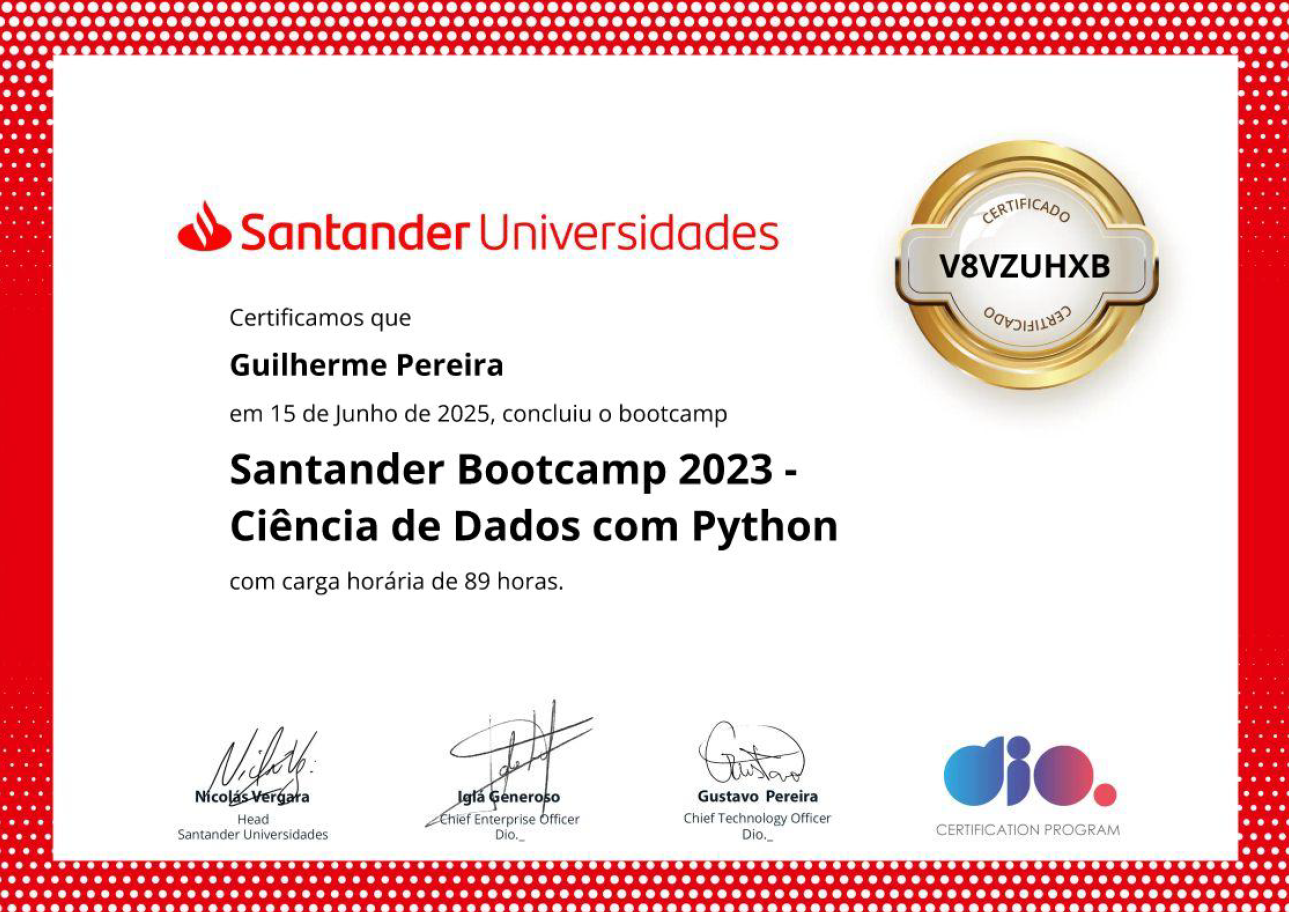 Santander Universidades
CERTIFICADO
V8VZUHXB
CERTIFICADO
Certificamos que
Guilherme Pereira
em 15 de Junho de 2025, concluiu o bootcamp
Santander Bootcamp 2023 -
Ciência de Dados com Python
com carga horária de 89 horas.
Nicolás Vergara
Head
Santander Universidades
Iglá Generoso
Chief Enterprise Officer
Dio._
Gustavo
Gustavo Pereira
Chief Technology Officer
Dio._
dio.
CERTIFICATION PROGRAM